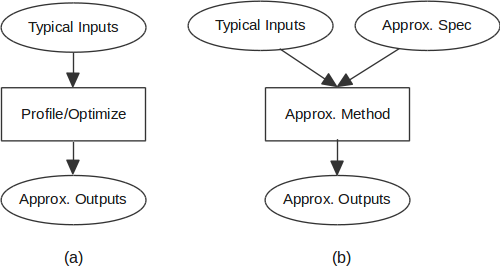 Typical Inputs
Profile/Optimize
Approx. Outputs
(a)
Typical Inputs
Approx. Spec
Approx. Method
Approx. Outputs
(b)